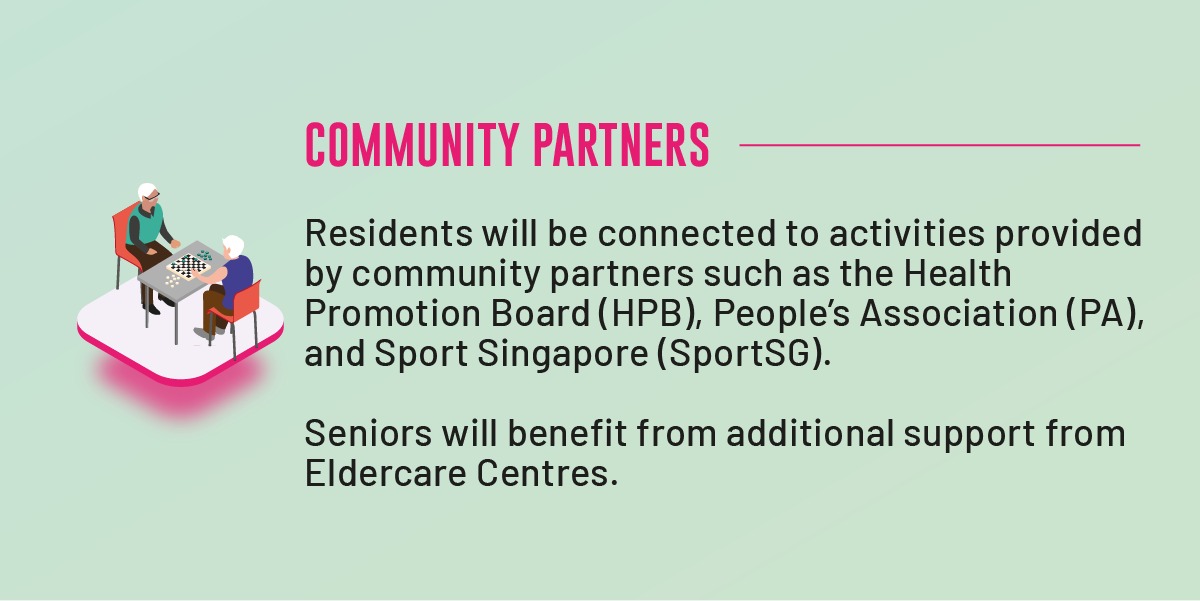 COMMUNITY PARTNERS
Residents will be connected to activities provided
by community partners such as the Health
Promotion Board (HPB), People’s Association (PA),
and Sport Singapore (SportSG).
Seniors will benefit from additional support from
Eldercare Centres.